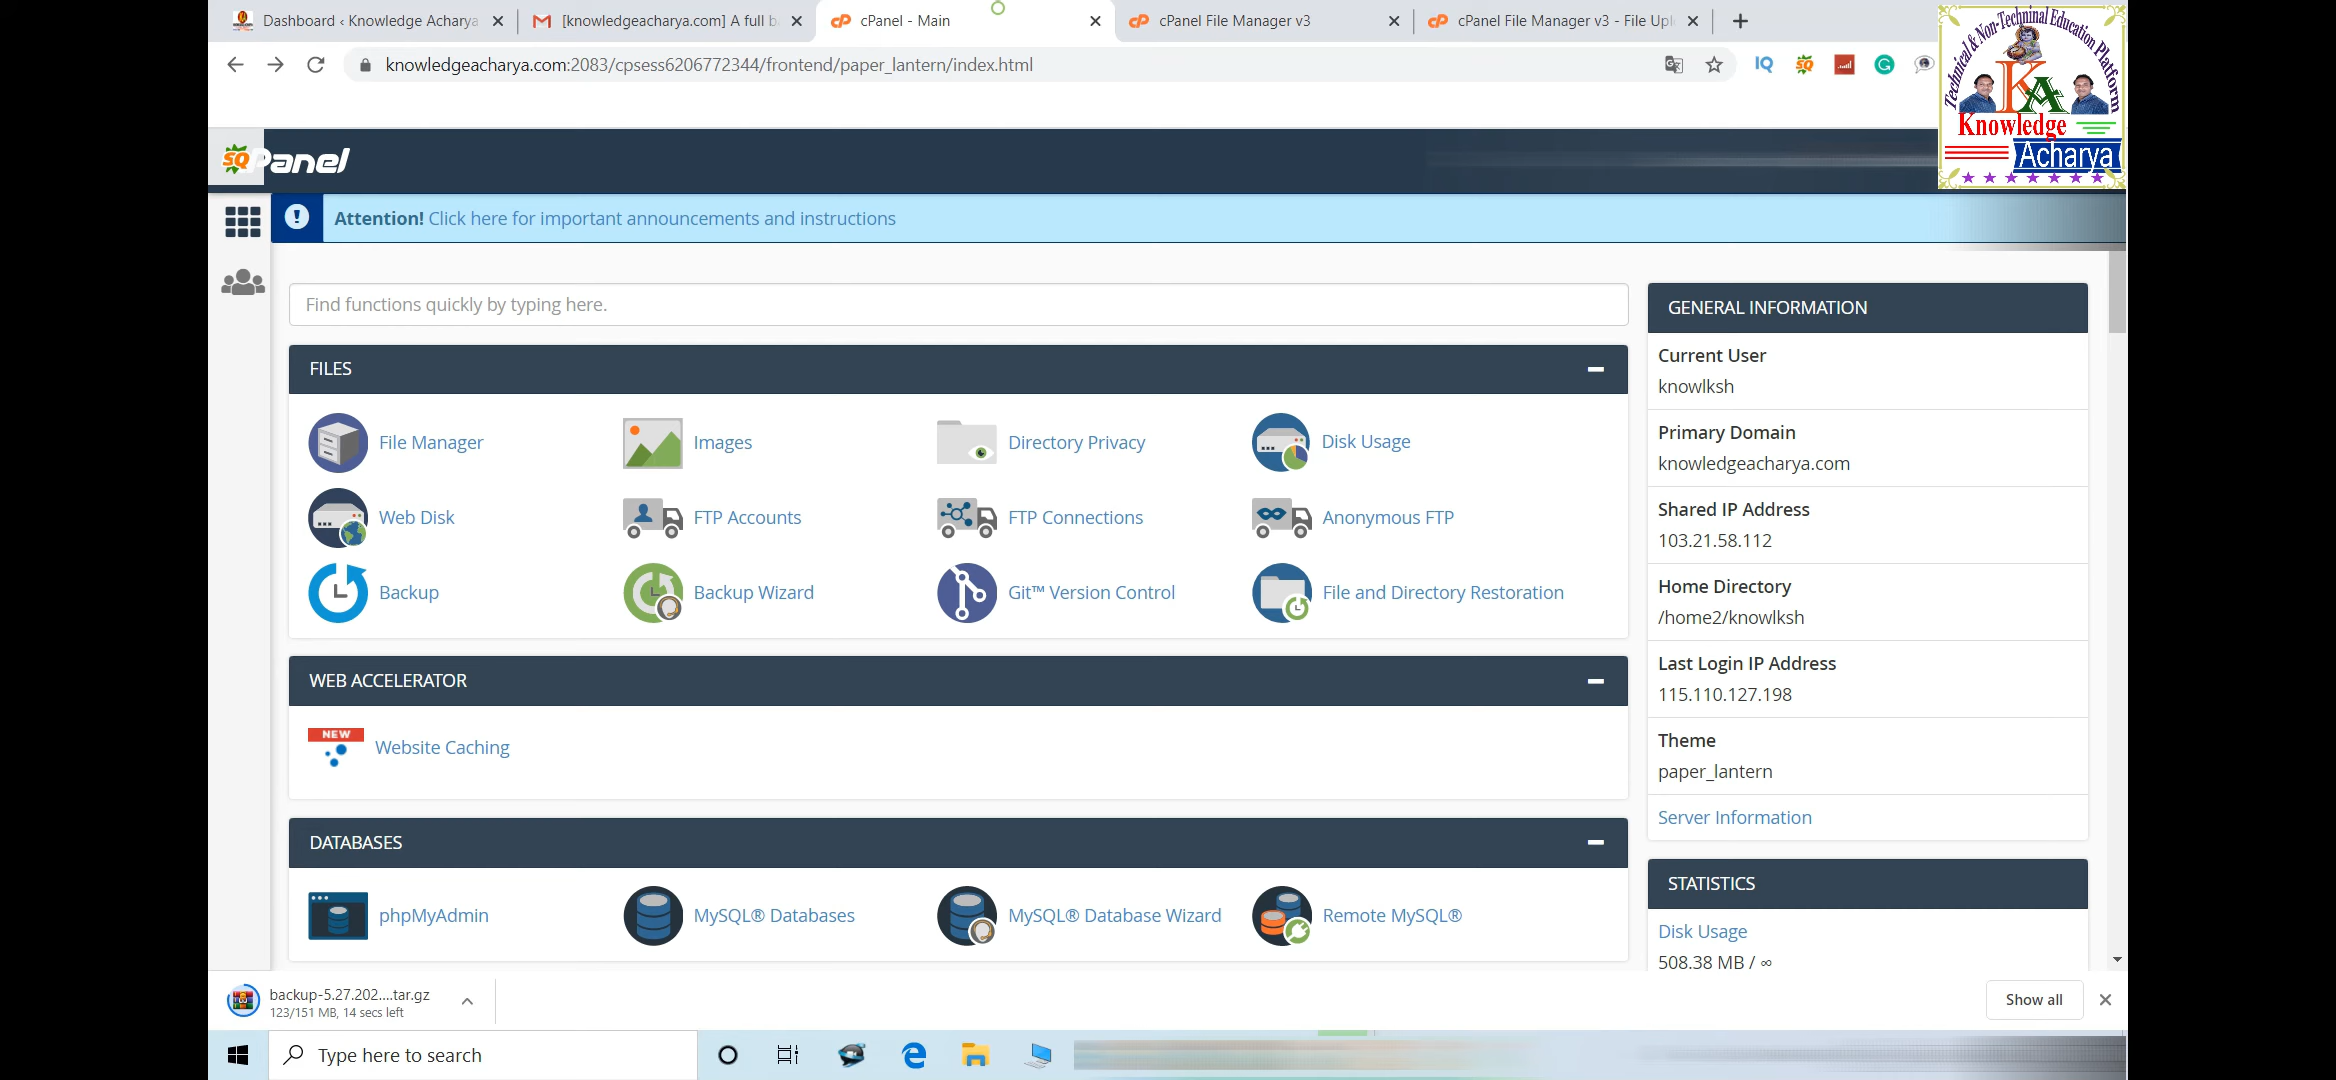 Dashboard ‹ Knowledge Acharya
[knowledgeacharya.com] A full b
cPanel - Main
cPanel File Manager v3
cPanel File Manager v3 - File Upl
knowledgeacharya.com:2083/cpsess6206772344/frontend/paper_lantern/index.html
IQ
SQ
G
Technical & Non-Techninal Education Platform
KA
Knowledge
Acharya
SQ
Panel
Attention! Click here for important announcements and instructions
Find functions quickly by typing here.
FILES
File Manager
Images
Directory Privacy
Disk Usage
Web Disk
FTP Accounts
FTP Connections
Anonymous FTP
Backup
Backup Wizard
Git™ Version Control
File and Directory Restoration
WEB ACCELERATOR
NEW
Website Caching
DATABASES
phpMyAdmin
MySQL® Databases
MySQL® Database Wizard
Remote MySQL®
GENERAL INFORMATION
Current User
knowlksh
Primary Domain
knowledgeacharya.com
Shared IP Address
103.21.58.112
Home Directory
/home2/knowlksh
Last Login IP Address
115.110.127.198
Theme
paper_lantern
Server Information
STATISTICS
Disk Usage
508.38 MB / ∞
backup-5.27.202....tar.gz
123/151 MB, 14 secs left
Show all
Type here to search